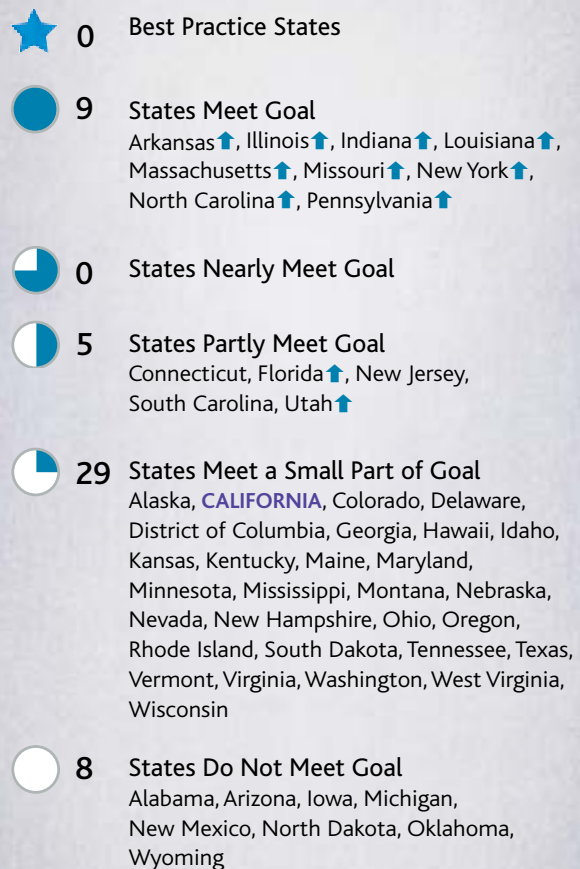 0 Best Practice States
9 States Meet Goal
Arkansas⬆, Illinois⬆, Indiana⬆, Louisiana⬆,
Massachusetts⬆, Missouri⬆, New York⬆,
North Carolina⬆, Pennsylvania⬆
0 States Nearly Meet Goal
5 States Partly Meet Goal
Connecticut, Florida⬆, New Jersey,
South Carolina, Utah⬆
29 States Meet a Small Part of Goal
Alaska, CALIFORNIA, Colorado, Delaware,
District of Columbia, Georgia, Hawaii, Idaho,
Kansas, Kentucky, Maine, Maryland,
Minnesota, Mississippi, Montana, Nebraska,
Nevada, New Hampshire, Ohio, Oregon,
Rhode Island, South Dakota, Tennessee, Texas,
Vermont, Virginia, Washington, West Virginia,
Wisconsin
8 States Do Not Meet Goal
Alabama, Arizona, Iowa, Michigan,
New Mexico, North Dakota, Oklahoma,
Wyoming